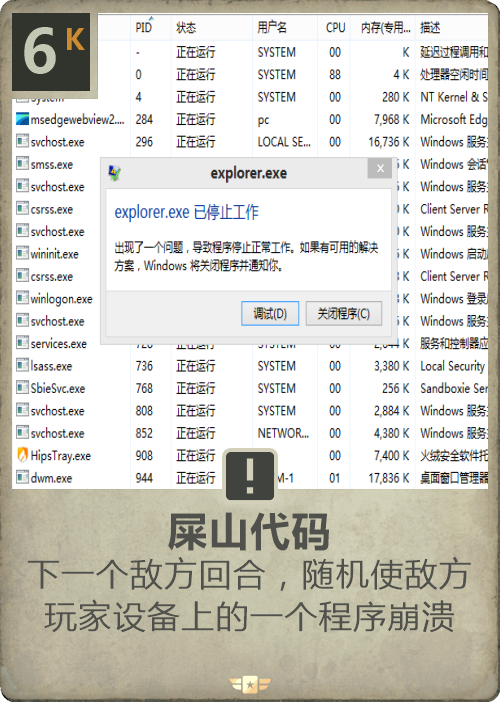 6K
PID 状态 用户名 CPU 内存(专用... 描述
- 正在运行 SYSTEM 00 K 延迟过程调用和
0 正在运行 SYSTEM 88 4 K 处理器空闲时间
System 4 正在运行 SYSTEM 00 280 K NT Kernel & S
msedgewebview2.... 284 正在运行 pc 00 7,968 K Microsoft Edg
svchost.exe 296 正在运行 LOCAL SE... 00 16,736 K Windows 服务
smss.exe Windows 会话
svchost.exe Windows 服务
csrss.exe Client Server R
svchost.exe Windows 服务
wininit.exe Windows 启动
csrss.exe Client Server R
winlogon.exe Windows 登录
svchost.exe Windows 服务
services.exe 服务和控制器应
lsass.exe 736 正在运行 SYSTEM 00 3,380 K Local Security
SbieSvc.exe 768 正在运行 SYSTEM 00 256 K Sandboxie Ser
svchost.exe 808 正在运行 SYSTEM 00 2,884 K Windows 服务
svchost.exe 852 正在运行 NETWOR... 00 4,380 K Windows 服务
HipsTray.exe 908 正在运行 00 7,400 K 火绒安全软件托
dwm.exe 944 正在运行 M-1 01 17,836 K 桌面窗口管理器
explorer.exe
explorer.exe 已停止工作
出现了一个问题，导致程序停止正常工作。如果有可用的解决
方案，Windows 将关闭程序并通知你。
调试(D) 关闭程序(C)
!
屎山代码
下一个敌方回合，随机使敌方
玩家设备上的一个程序崩溃